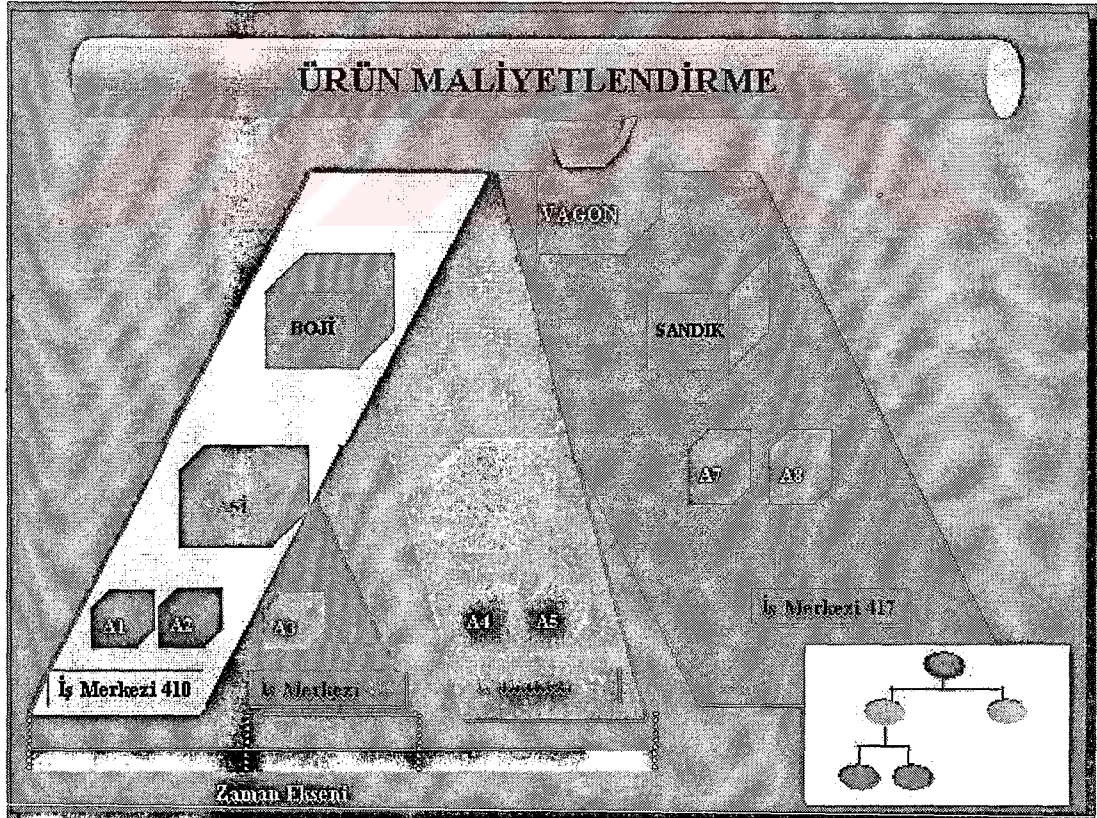 ÜRÜN MALİYETLENDİRME
VAGON
BOJİ
SANDIK
A7
A8
A1
A2
A3
A4
A5
İş Merkezi 417
İş Merkezi 410
İş Merkezi
Zaman Ekseni